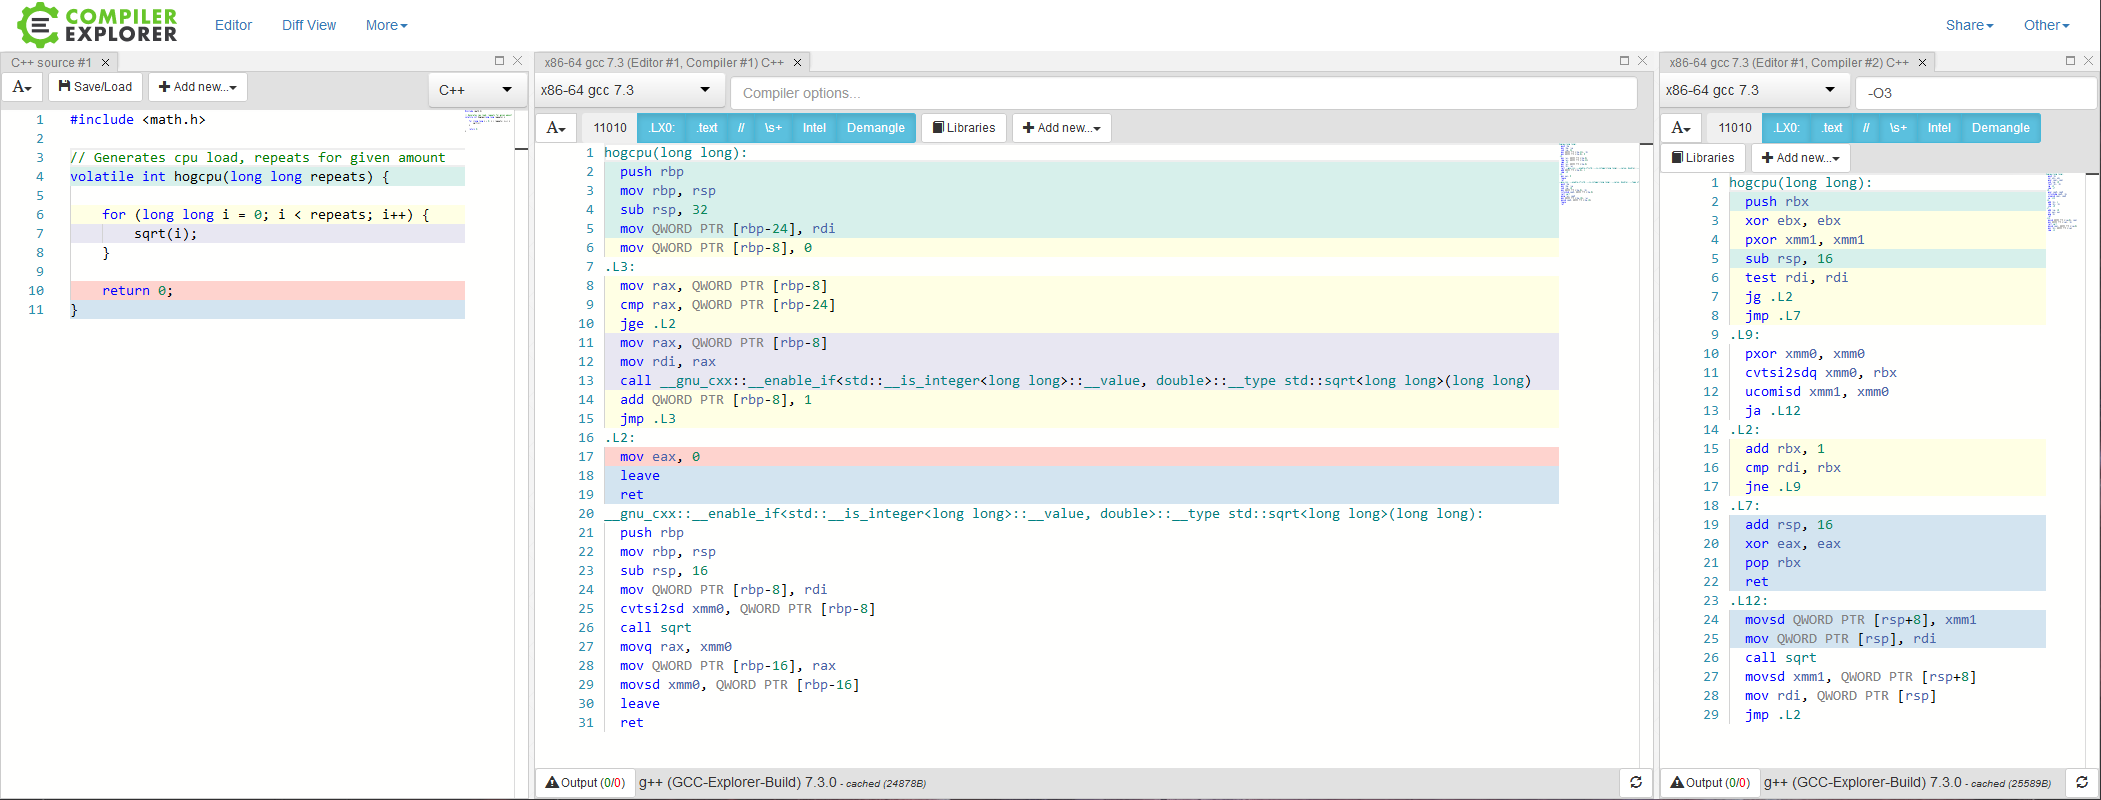 COMPILER
EXPLORER
Editor
Diff View
More
Share
Other
C++ source #1
A
Save/Load
Add new...
C++
1 #include <math.h>
2
3 // Generates cpu load, repeats for given amount
4 volatile int hogcpu(long long repeats) {
5
6     for (long long i = 0; i < repeats; i++) {
7         sqrt(i);
8     }
9
10     return 0;
11 }
x86-64 gcc 7.3 (Editor #1, Compiler #1) C++
x86-64 gcc 7.3
Compiler options...
A
11010
.LX0:
.text
//
\s+
Intel
Demangle
Libraries
Add new...
1 hogcpu(long long):
2   push rbp
3   mov rbp, rsp
4   sub rsp, 32
5   mov QWORD PTR [rbp-24], rdi
6   mov QWORD PTR [rbp-8], 0
7 .L3:
8   mov rax, QWORD PTR [rbp-8]
9   cmp rax, QWORD PTR [rbp-24]
10   jge .L2
11   mov rax, QWORD PTR [rbp-8]
12   mov rdi, rax
13   call __gnu_cxx::__enable_if<std::__is_integer<long long>::__value, double>::__type std::sqrt<long long>(long long)
14   add QWORD PTR [rbp-8], 1
15   jmp .L3
16 .L2:
17   mov eax, 0
18   leave
19   ret
20 __gnu_cxx::__enable_if<std::__is_integer<long long>::__value, double>::__type std::sqrt<long long>(long long):
21   push rbp
22   mov rbp, rsp
23   sub rsp, 16
24   mov QWORD PTR [rbp-8], rdi
25   cvtsi2sd xmm0, QWORD PTR [rbp-8]
26   call sqrt
27   movq rax, xmm0
28   mov QWORD PTR [rbp-16], rax
29   movsd xmm0, QWORD PTR [rbp-16]
30   leave
31   ret
Output (0/0)
g++ (GCC-Explorer-Build) 7.3.0 - cached (24878B)
x86-64 gcc 7.3 (Editor #1, Compiler #2) C++
x86-64 gcc 7.3
-O3
A
11010
.LX0:
.text
//
\s+
Intel
Demangle
Libraries
Add new...
1 hogcpu(long long):
2   push rbx
3   xor ebx, ebx
4   pxor xmm1, xmm1
5   sub rsp, 16
6   test rdi, rdi
7   jg .L2
8   jmp .L7
9 .L9:
10   pxor xmm0, xmm0
11   cvtsi2sdq xmm0, rbx
12   ucomisd xmm1, xmm0
13   ja .L12
14 .L2:
15   add rbx, 1
16   cmp rdi, rbx
17   jne .L9
18 .L7:
19   add rsp, 16
20   xor eax, eax
21   pop rbx
22   ret
23 .L12:
24   movsd QWORD PTR [rsp+8], xmm1
25   mov QWORD PTR [rsp], rdi
26   call sqrt
27   movsd xmm1, QWORD PTR [rsp+8]
28   mov rdi, QWORD PTR [rsp]
29   jmp .L2
Output (0/0)
g++ (GCC-Explorer-Build) 7.3.0 - cached (25589B)